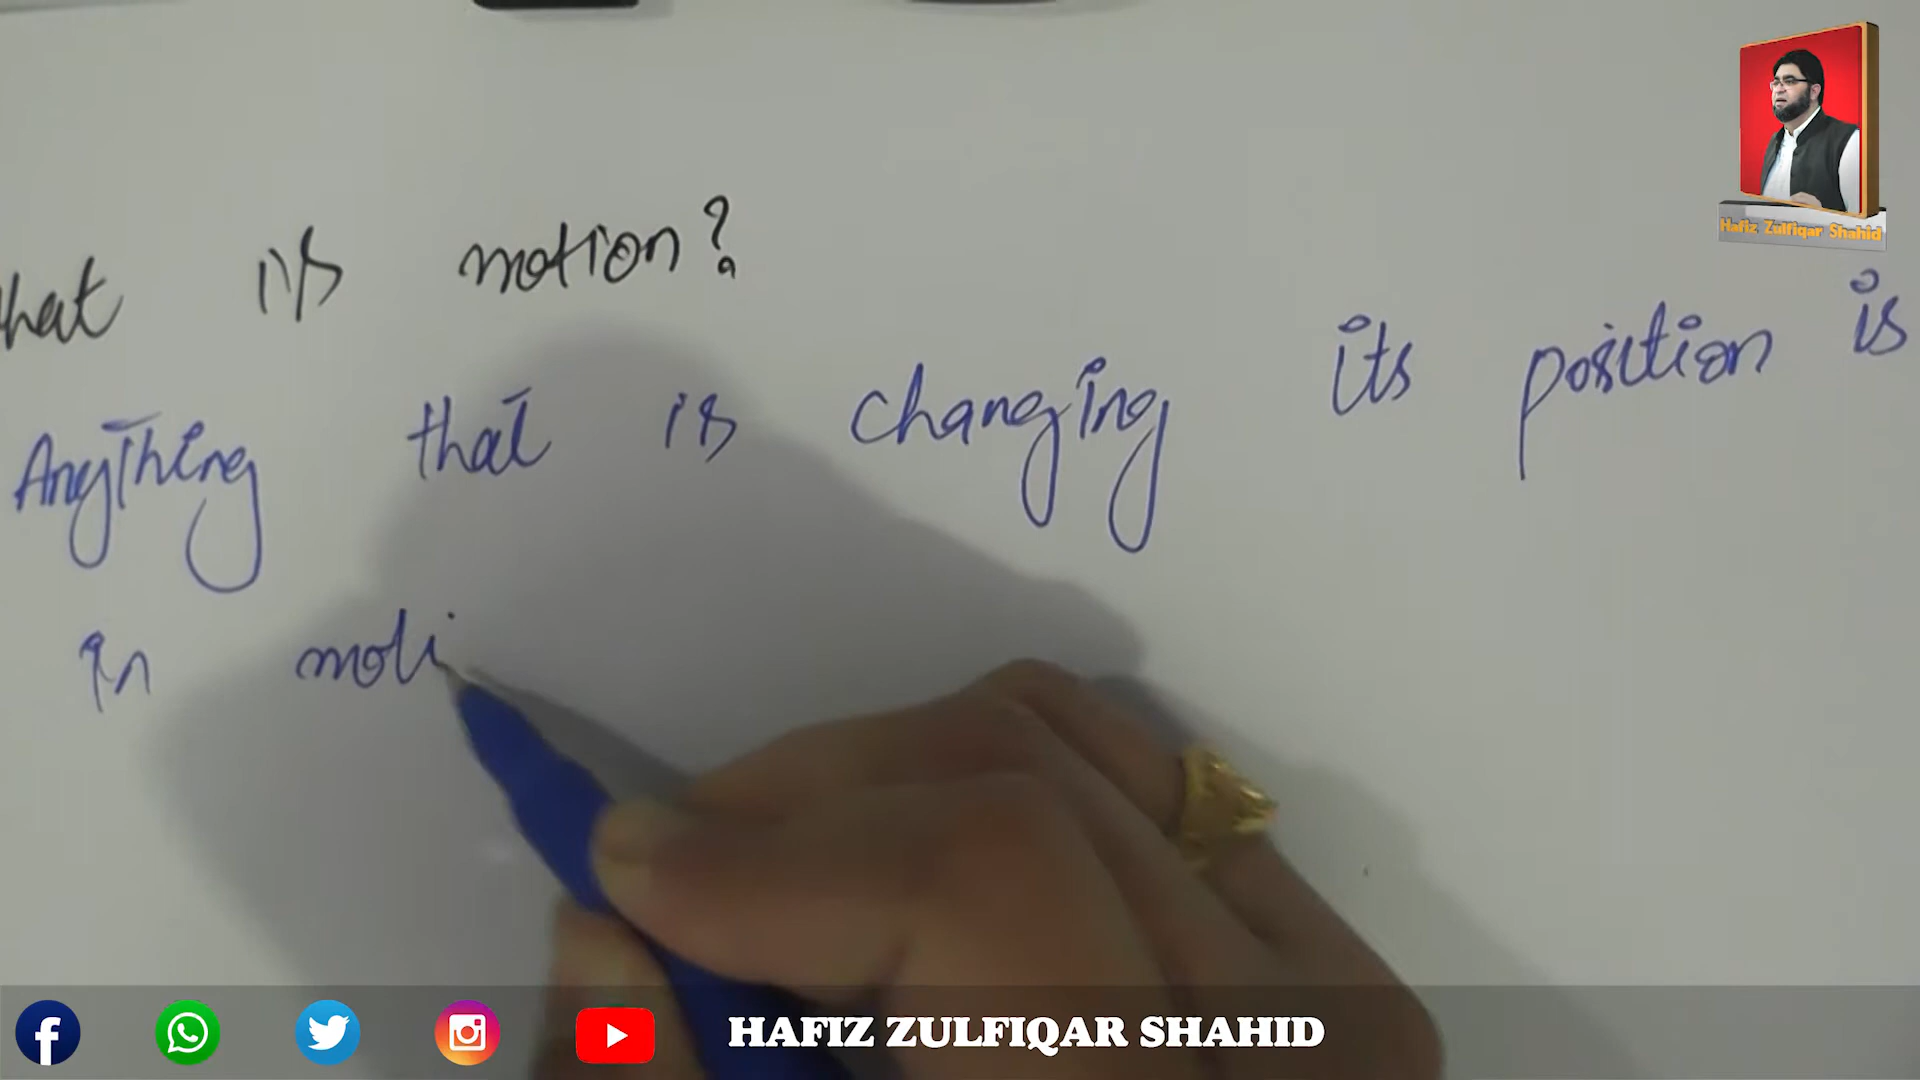 hat is motion?
Anything that is changing its position is
in moti
Hafiz Zulfiqar Shahid
HAFIZ ZULFIQAR SHAHID